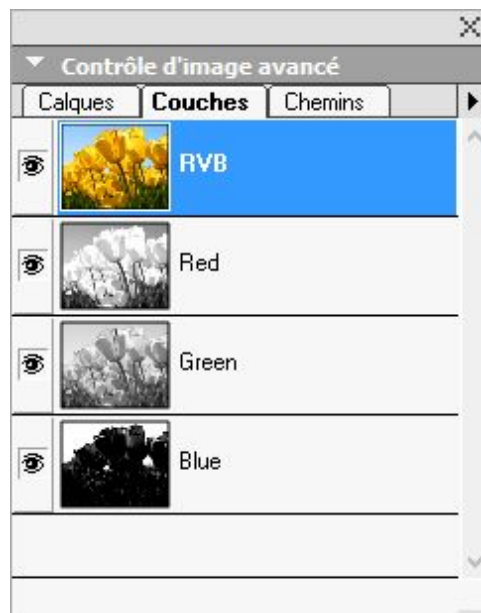 Contrôle d'image avancé
Calques Couches Chemins
RVB
Red
Green
Blue